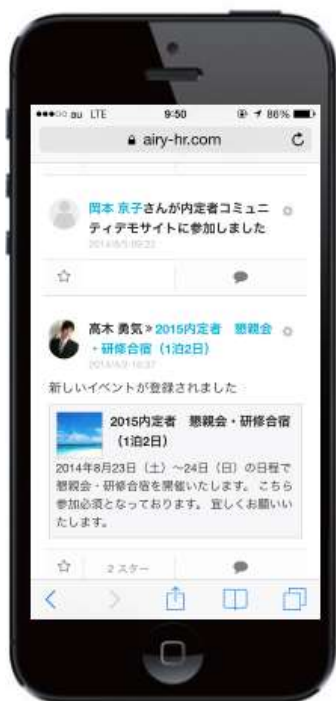 au LTE 9:50 86%
airy-hr.com
岡本 京子さんが内定者コミュニ
ティデモサイトに参加しました
2014/8/5 09:22
高木 勇気 » 2015内定者 懇親会
・研修合宿（1泊2日）
新しいイベントが登録されました
2015内定者 懇親会・研修合宿
（1泊2日）
2014年8月23日（土）～24日（日）の日程で
懇親会・研修合宿を開催いたします。 こちら
参加必須となっております。 宜しくお願いい
たします。
2 スター